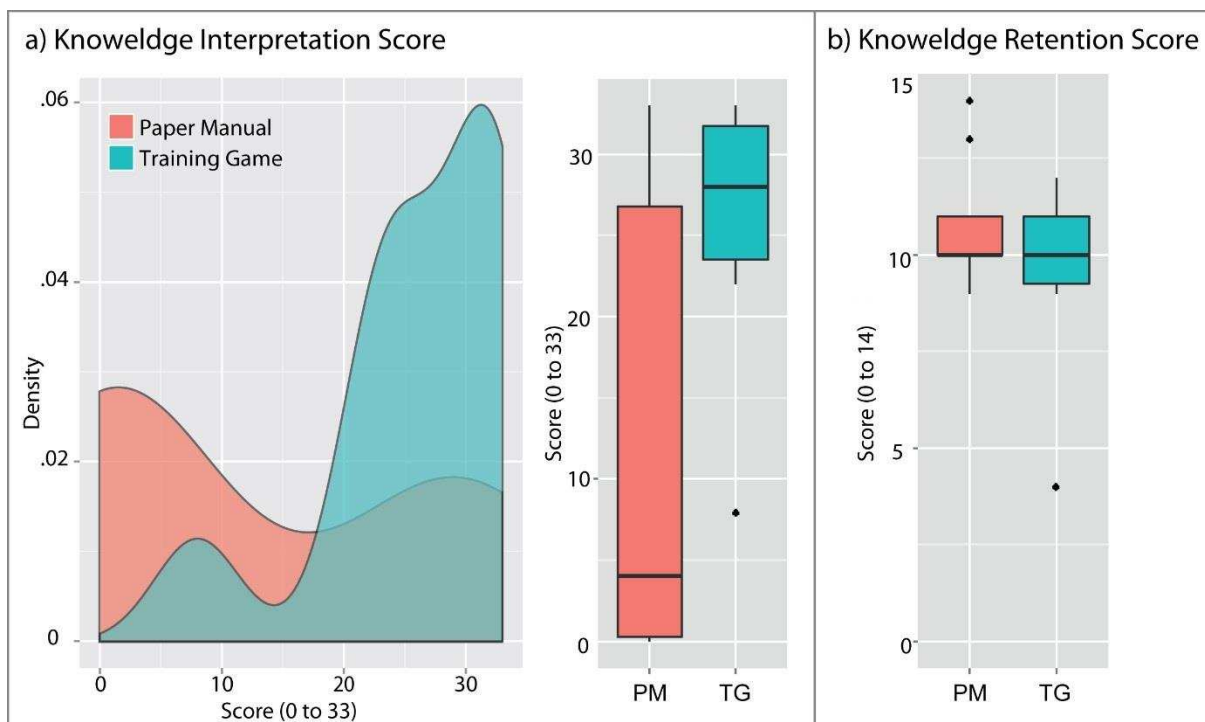 a) Knoweldge Interpretation Score
.06
.04
.02
0
Density
Paper Manual
Training Game
0 10 20 30
Score (0 to 33)
30
20
10
0
Score (0 to 33)
PM TG
b) Knoweldge Retention Score
15
10
5
0
Score (0 to 14)
PM TG